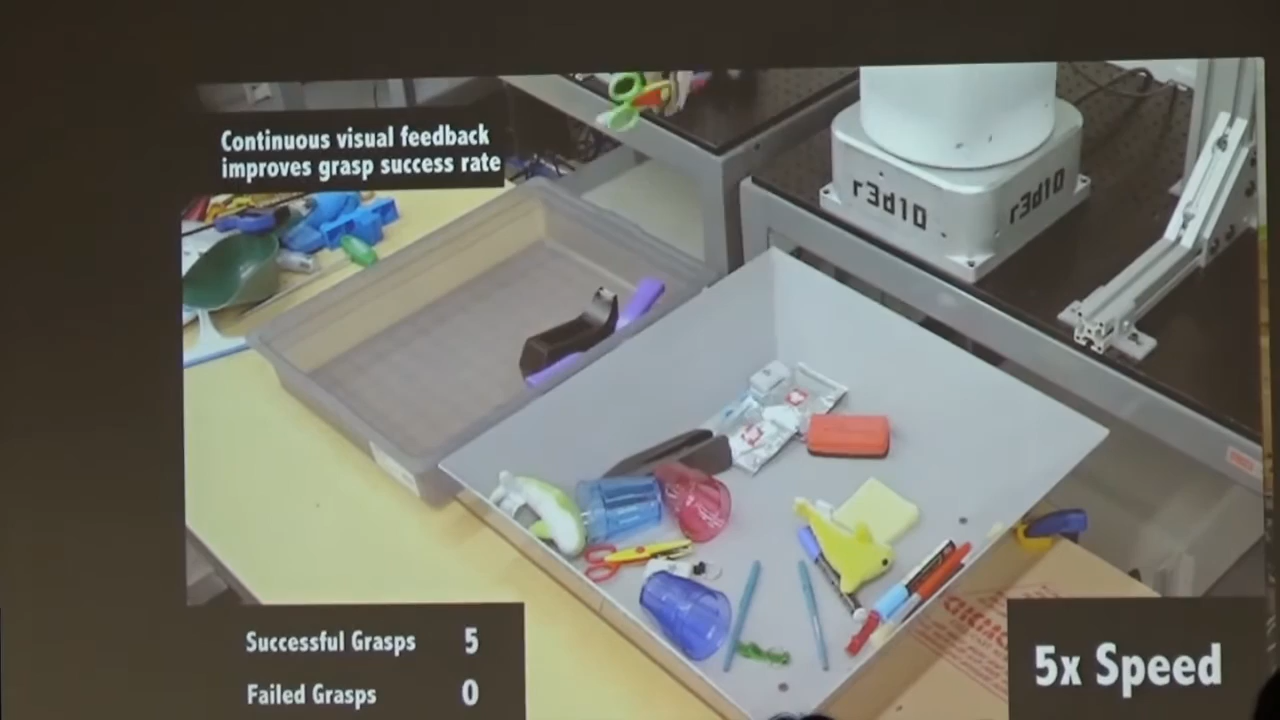 Continuous visual feedback
improves grasp success rate
r3d10
r3d10
Successful Grasps 5
Failed Grasps 0
5x Speed